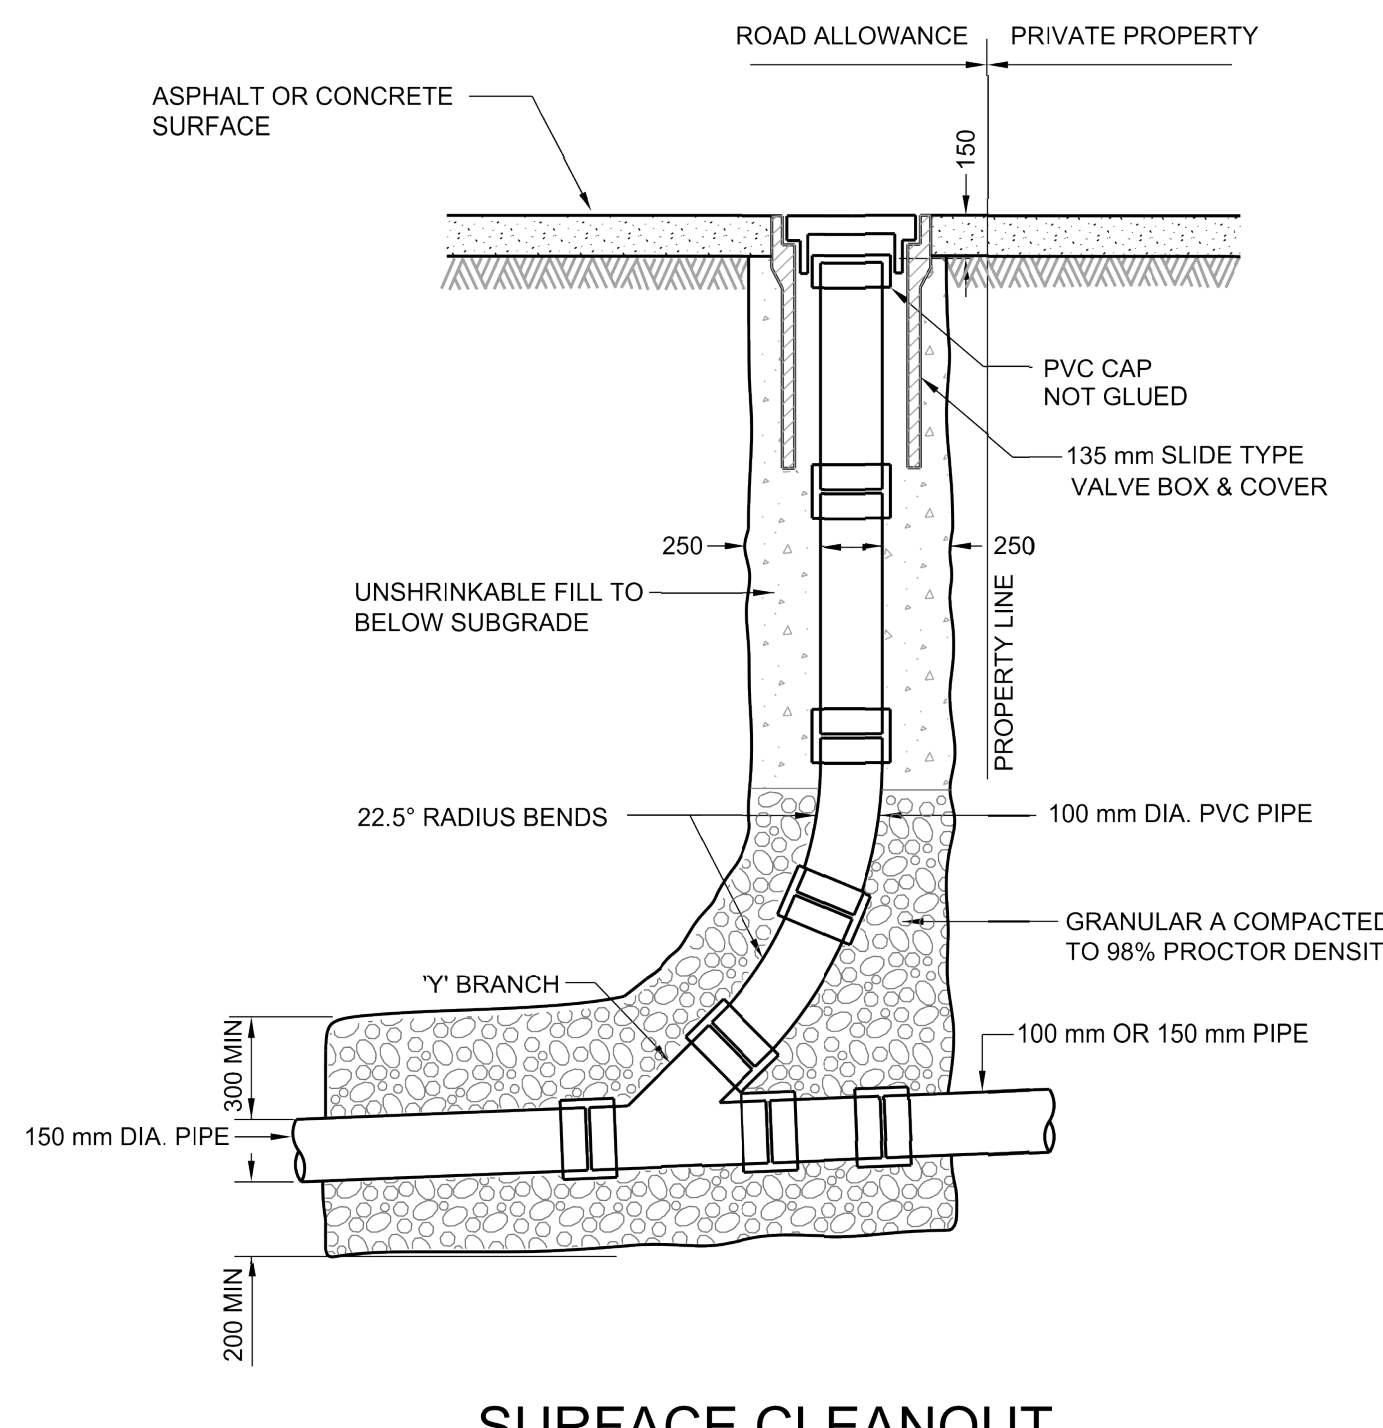 ROAD ALLOWANCE PRIVATE PROPERTY
ASPHALT OR CONCRETE
SURFACE
150
PVC CAP
NOT GLUED
135 mm SLIDE TYPE
VALVE BOX & COVER
250
250
UNSHRINKABLE FILL TO
BELOW SUBGRADE
PROPERTY LINE
22.5° RADIUS BENDS
100 mm DIA. PVC PIPE
GRANULAR A COMPACTED
TO 98% PROCTOR DENSIT
'Y' BRANCH
300 MIN
100 mm OR 150 mm PIPE
150 mm DIA. PIPE
200 MIN
SURFACE CLEANOUT